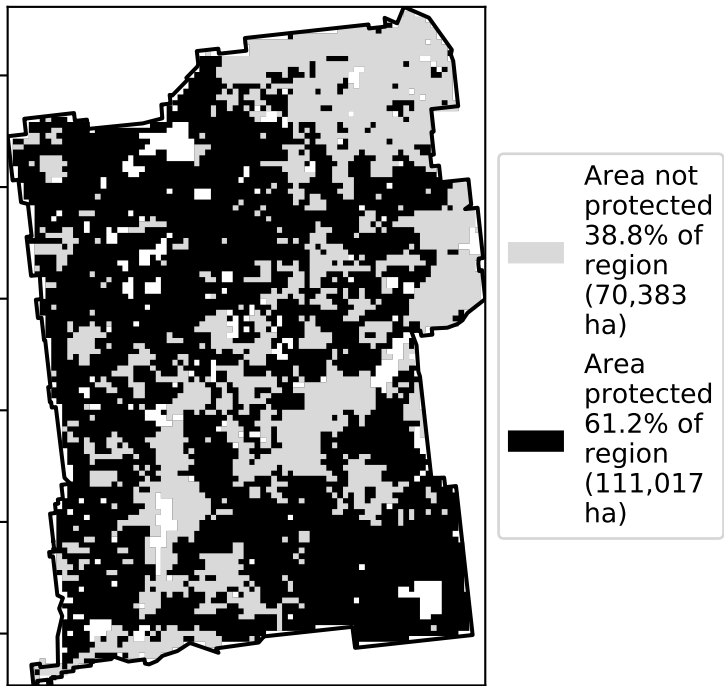 Area not
protected
38.8% of
region
(70,383
ha)
Area
protected
61.2% of
region
(111,017
ha)